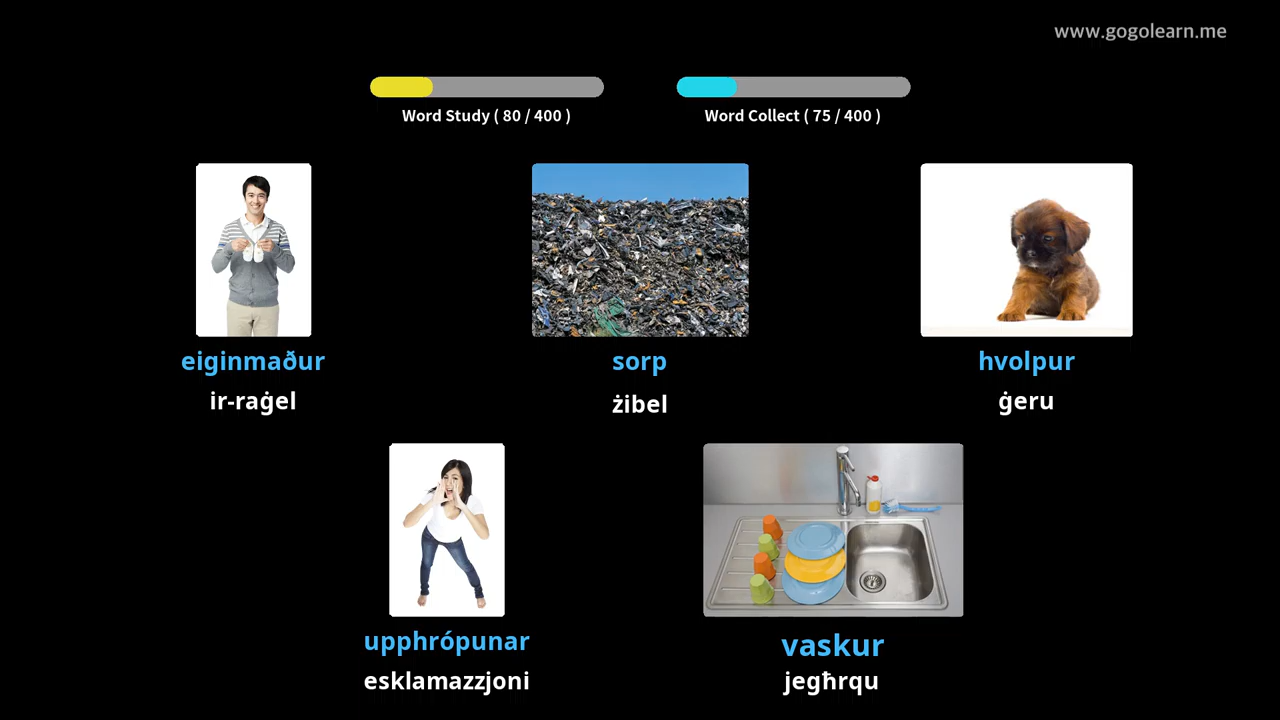 www.gogolearn.me
Word Study ( 80 / 400 )
Word Collect ( 75 / 400 )
eiginmaður
ir-raġel
sorp
żibel
hvolpur
ġeru
upphrópunar
esklamazzjoni
vaskur
jegħrqu